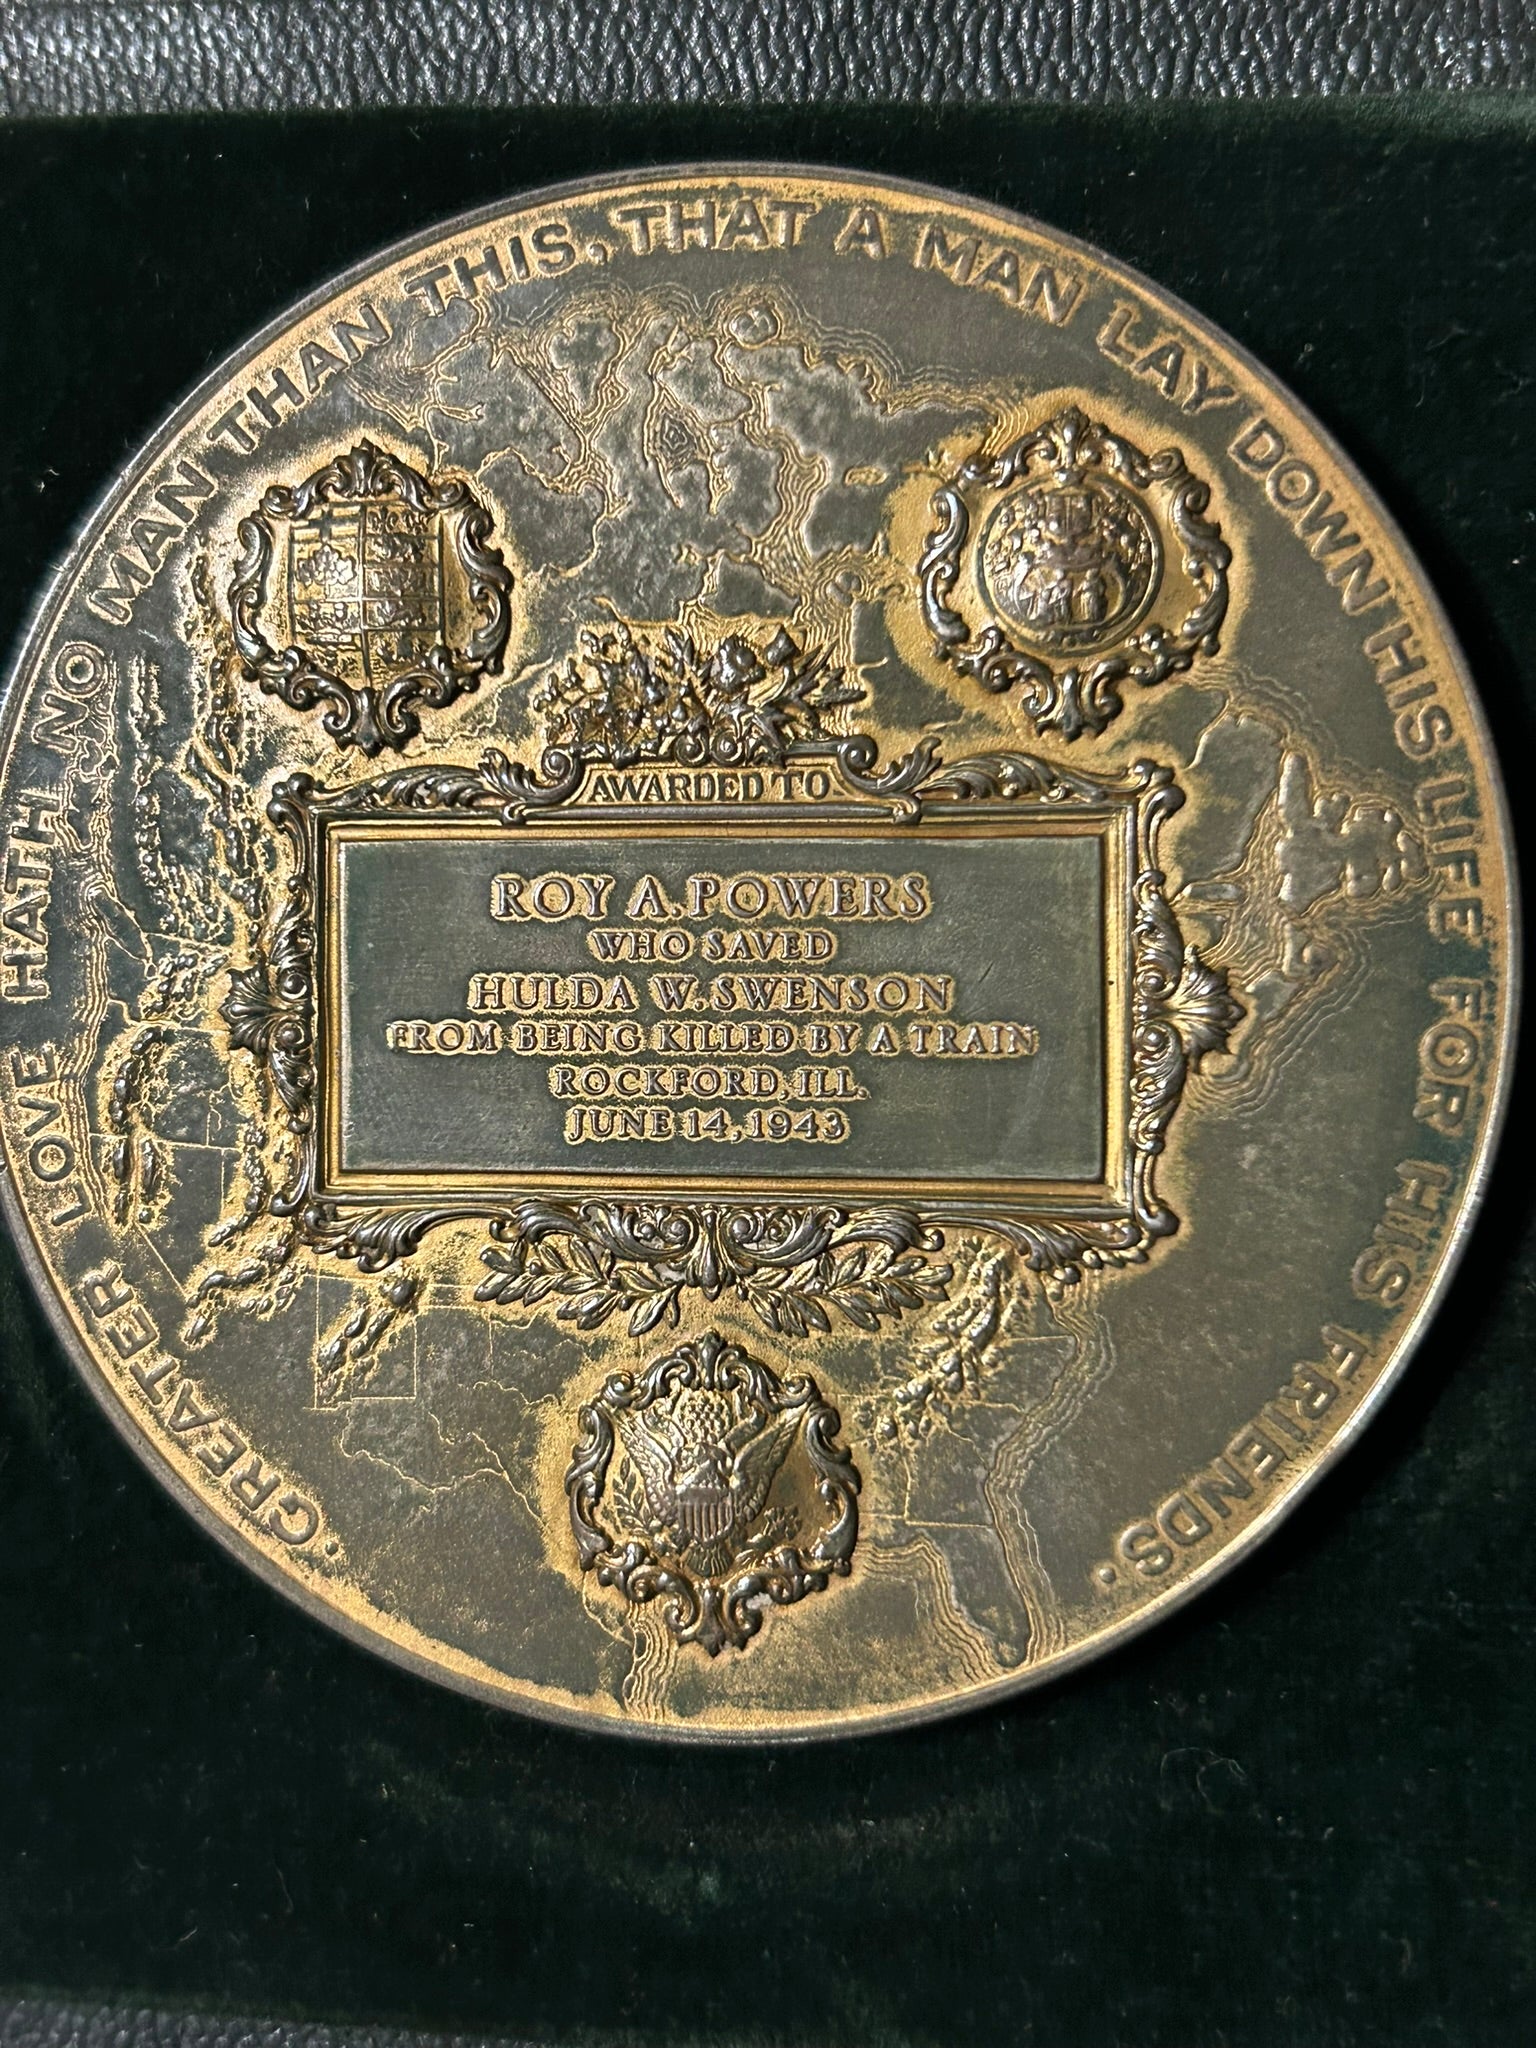 · GREATER LOVE HATH NO MAN THAN THIS, THAT A MAN LAY DOWN HIS LIFE FOR HIS FRIENDS ·
AWARDED TO
ROY A. POWERS
WHO SAVED
HULDA W. SWENSON
FROM BEING KILLED BY A TRAIN
ROCKFORD, ILL.
JUNE 14, 1943